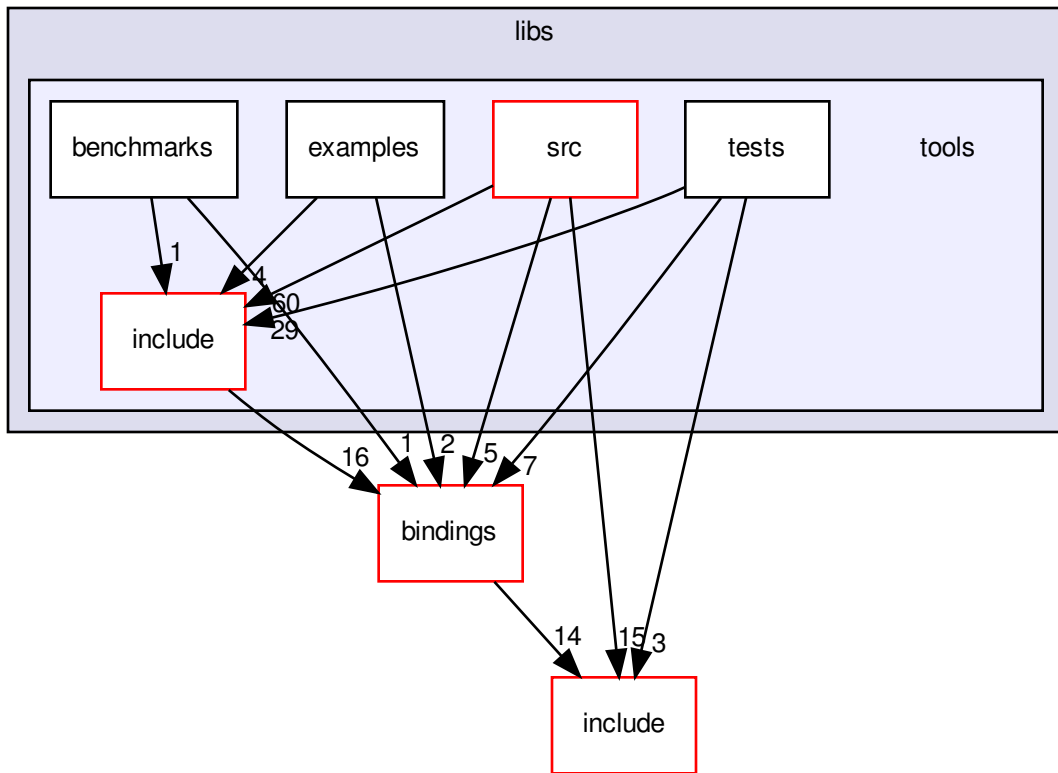 libs
benchmarks
examples
src
tests
tools
1
4
60
29
include
16
1
2
5
7
bindings
14
15
3
include